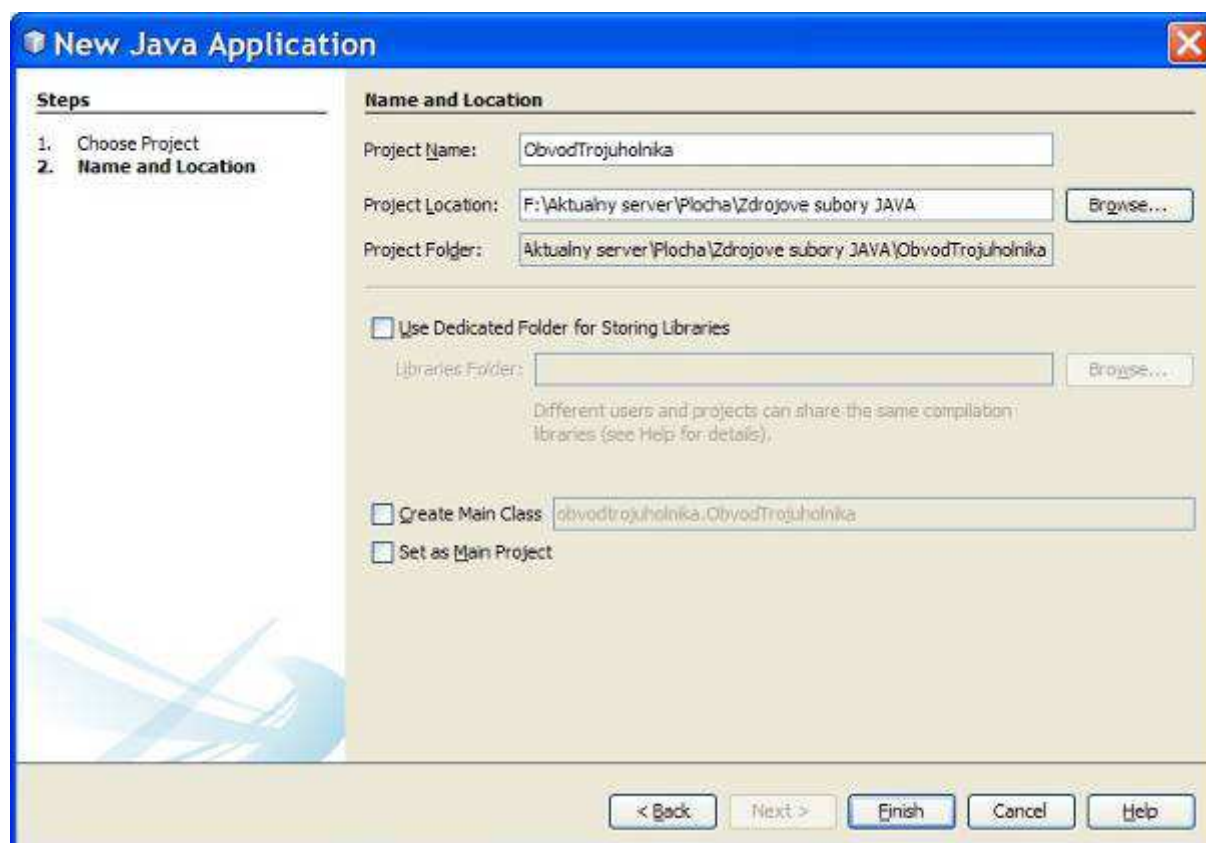 New Java Application
Steps
1. Choose Project
2. Name and Location
Name and Location
Project Name: ObvodTrojuholnika
Project Location: F:\Aktualny server\Plocha\Zdrojove subory JAVA Browse...
Project Folder: Aktualny server\Plocha\Zdrojove subory JAVA\ObvodTrojuholnika
Use Dedicated Folder for Storing Libraries
Libraries Folder: Browse...
Different users and projects can share the same compilation
libraries (see Help for details).
Create Main Class obvodtrojuholnika.ObvodTrojuholnika
Set as Main Project
< Back Next > Finish Cancel Help